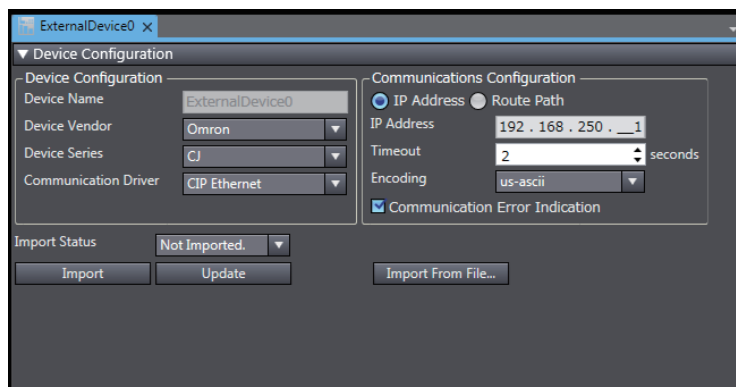 ExternalDevice0
Device Configuration
Device Configuration
Device Name ExternalDevice0
Device Vendor Omron
Device Series CJ
Communication Driver CIP Ethernet
Communications Configuration
IP Address Route Path
IP Address 192 . 168 . 250 . __1
Timeout 2 seconds
Encoding us-ascii
Communication Error Indication
Import Status Not Imported.
Import Update Import From File...